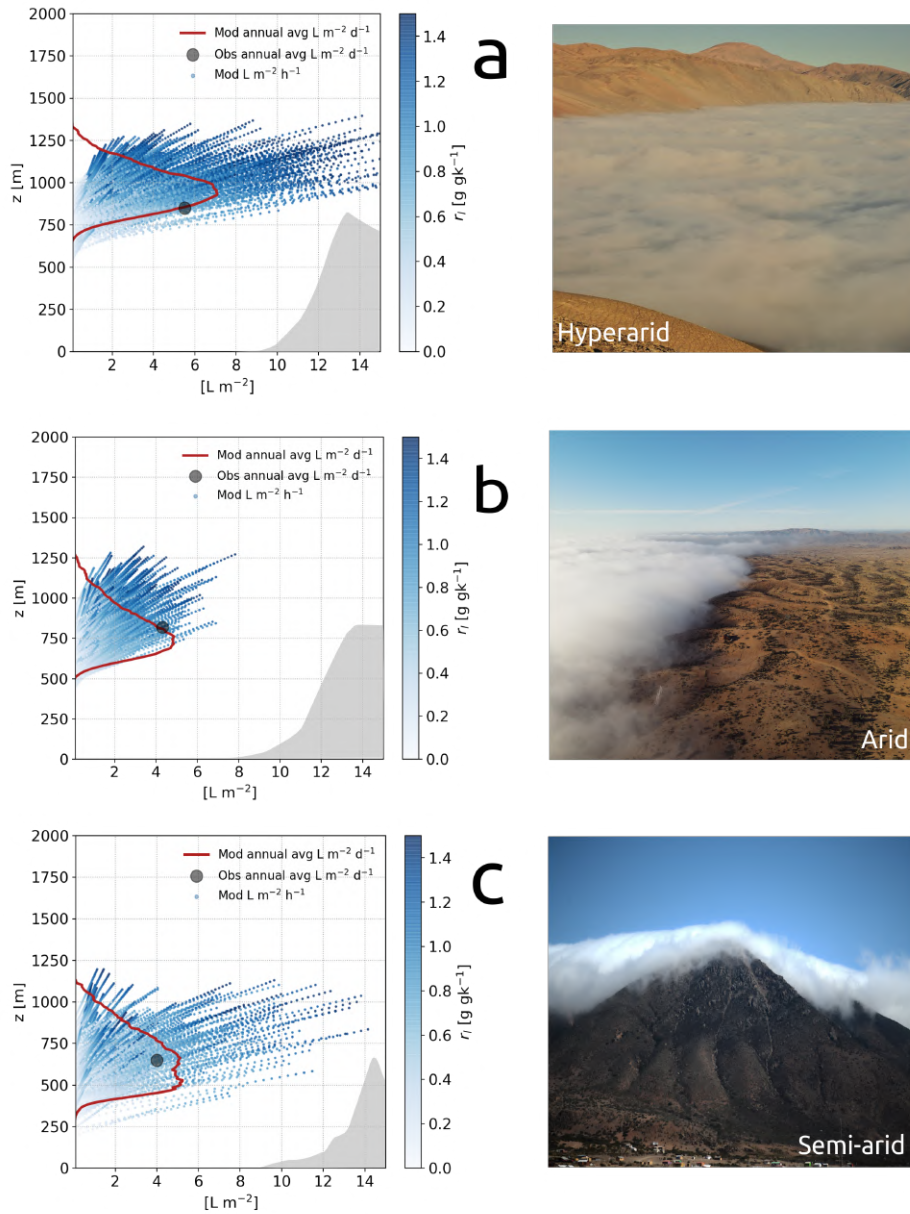 2000
1750
1500
1250
1000
750
500
250
0
z [m]
2 4 6 8 10 12 14
[L m⁻²]
Mod annual avg L m⁻² d⁻¹
Obs annual avg L m⁻² d⁻¹
Mod L m⁻² h⁻¹
1.4
1.2
1.0
0.8
0.6
0.4
0.2
0.0
rₗ [g gk⁻¹]
a
Hyperarid
2000
1750
1500
1250
1000
750
500
250
0
z [m]
2 4 6 8 10 12 14
[L m⁻²]
Mod annual avg L m⁻² d⁻¹
Obs annual avg L m⁻² d⁻¹
Mod L m⁻² h⁻¹
1.4
1.2
1.0
0.8
0.6
0.4
0.2
0.0
rₗ [g gk⁻¹]
b
Arid
2000
1750
1500
1250
1000
750
500
250
0
z [m]
2 4 6 8 10 12 14
[L m⁻²]
Mod annual avg L m⁻² d⁻¹
Obs annual avg L m⁻² d⁻¹
Mod L m⁻² h⁻¹
1.4
1.2
1.0
0.8
0.6
0.4
0.2
0.0
rₗ [g gk⁻¹]
c
Semi-arid